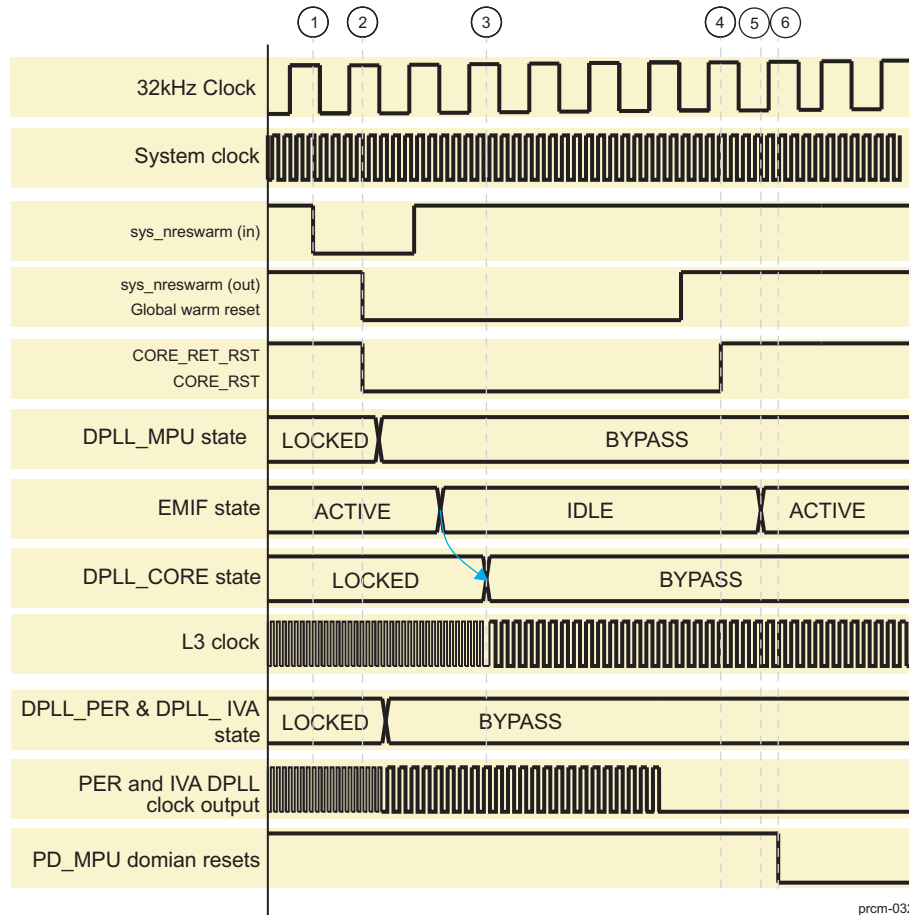 1 2 3 4 5 6
32kHz Clock
System clock
sys_nreswarm (in)
sys_nreswarm (out)
Global warm reset
CORE_RET_RST
CORE_RST
DPLL_MPU state
LOCKED BYPASS
EMIF state
ACTIVE IDLE ACTIVE
DPLL_CORE state
LOCKED BYPASS
L3 clock
DPLL_PER & DPLL_ IVA
state
LOCKED BYPASS
PER and IVA DPLL
clock output
PD_MPU domian resets
prcm-032